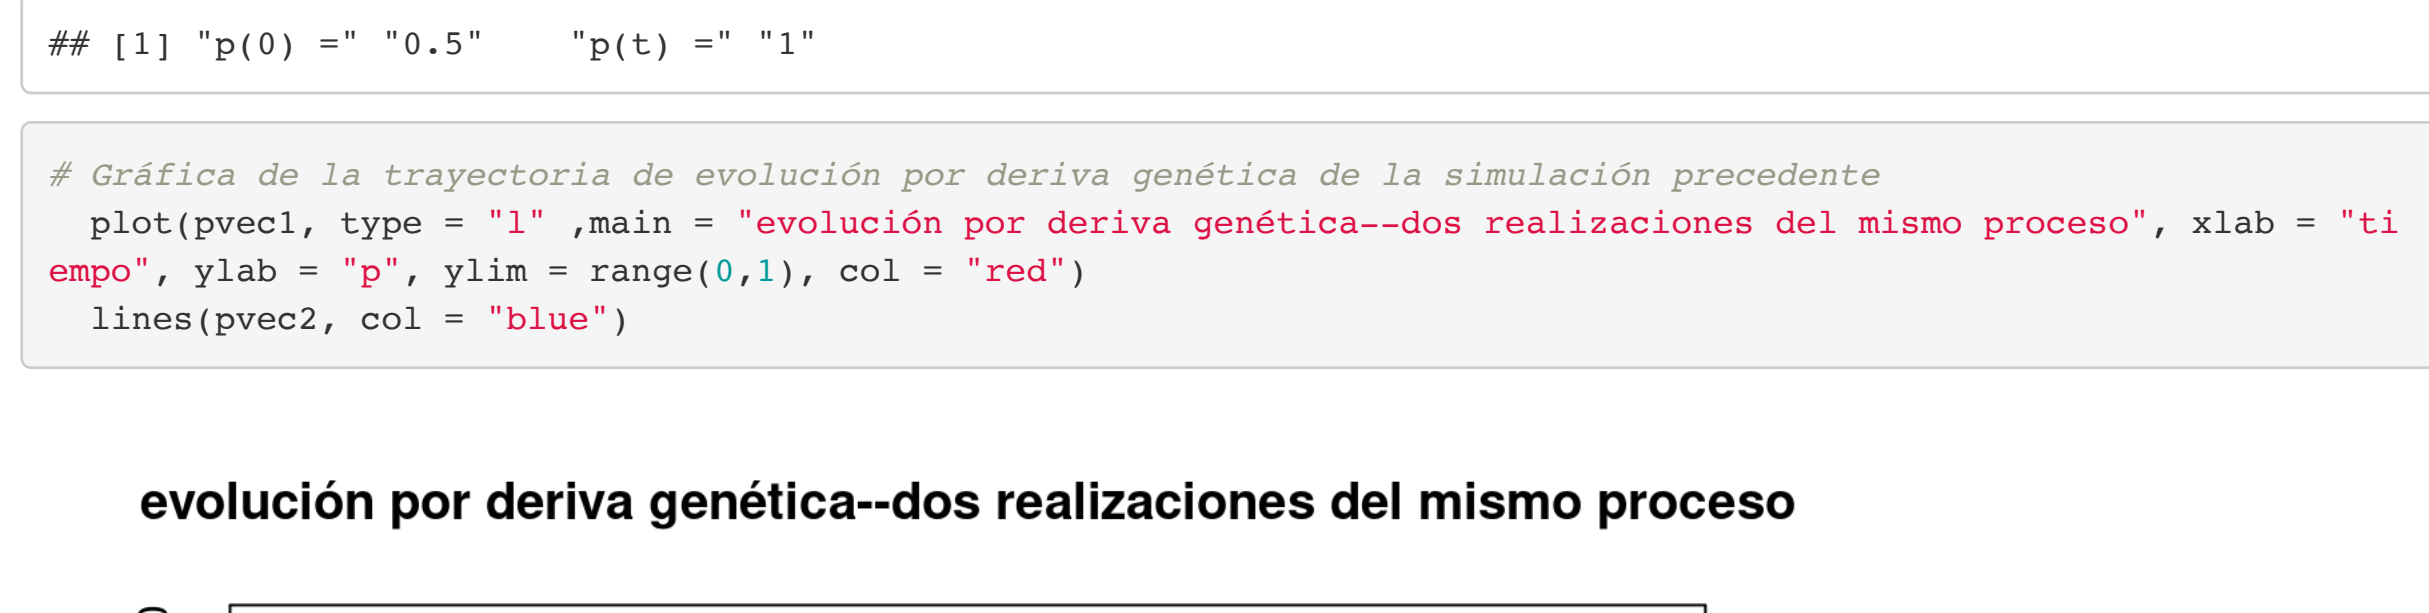 ## [1] "p(0) =" "0.5"    "p(t) =" "1"
# Gráfica de la trayectoria de evolución por deriva genética de la simulación precedente
  plot(pvec1, type = "l" ,main = "evolución por deriva genética--dos realizaciones del mismo proceso", xlab = "ti
empo", ylab = "p", ylim = range(0,1), col = "red")
  lines(pvec2, col = "blue")
evolución por deriva genética--dos realizaciones del mismo proceso